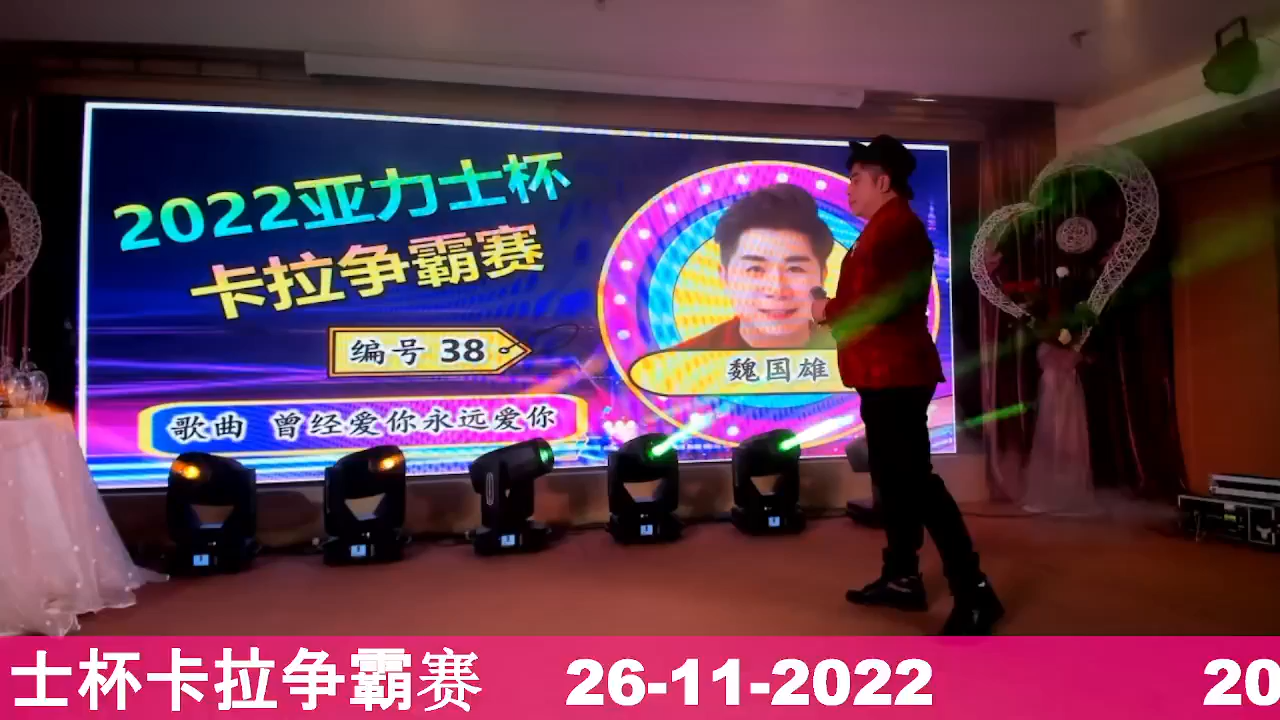 2022亚力士杯
卡拉争霸赛
编号 38
魏国雄
歌曲 曾经爱你永远爱你
士杯卡拉争霸赛 26-11-2022 20